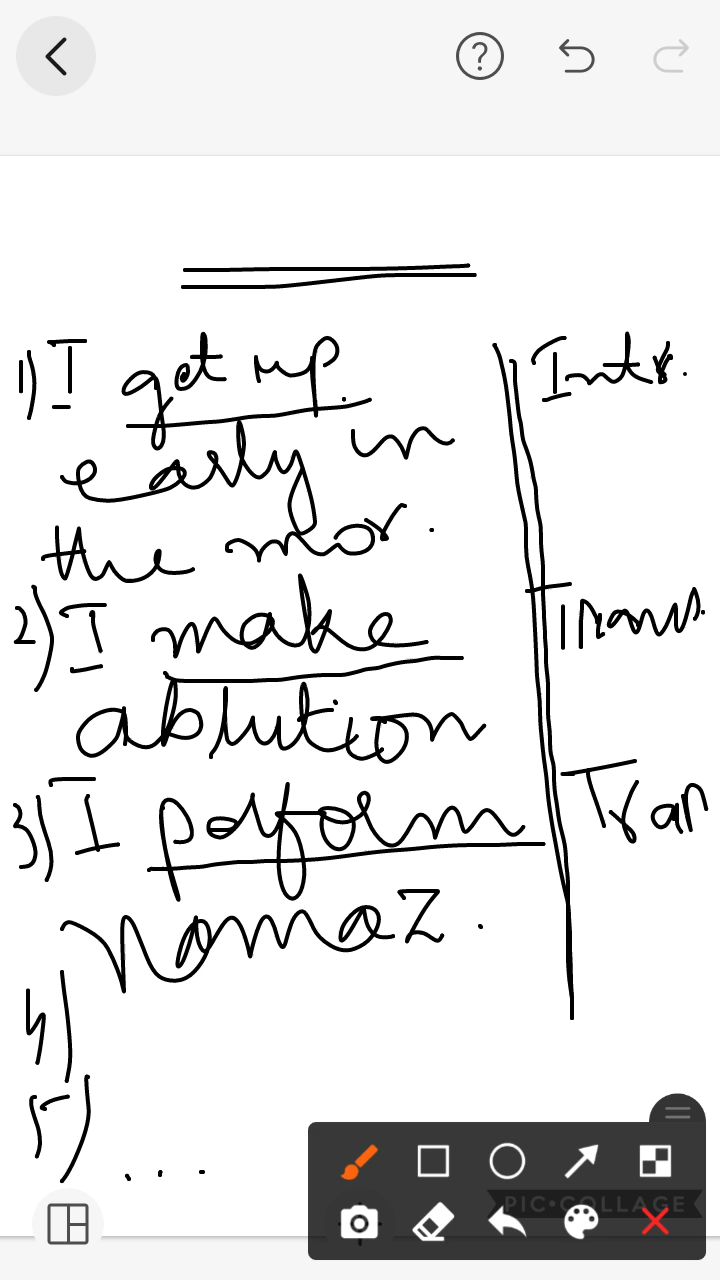 1) I get up Intr.
early in
the mor.
2) I make Trans.
ablution
3) I perform Tran
Namaz.
4)
5) ...
PIC•COLLAGE